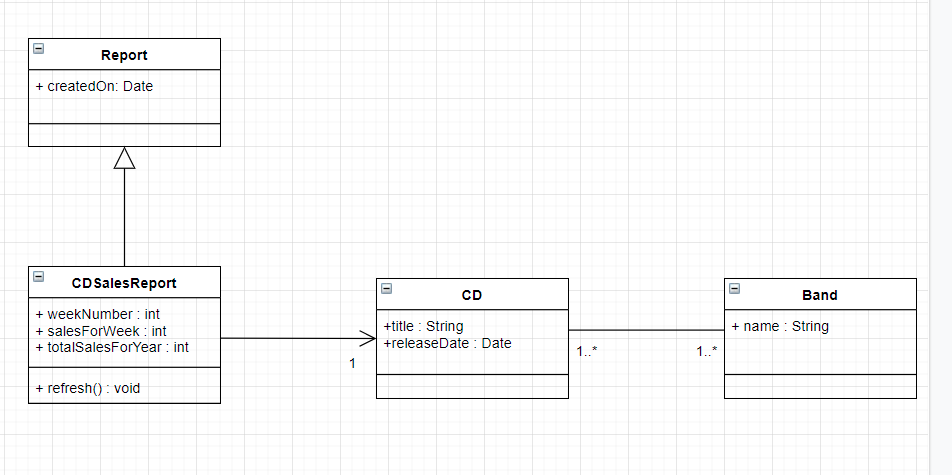 Report
+ createdOn: Date
CDSalesReport
+ weekNumber : int
+ salesForWeek : int
+ totalSalesForYear : int
+ refresh() : void
1
CD
+title : String
+releaseDate : Date
1..*
1..*
Band
+ name : String